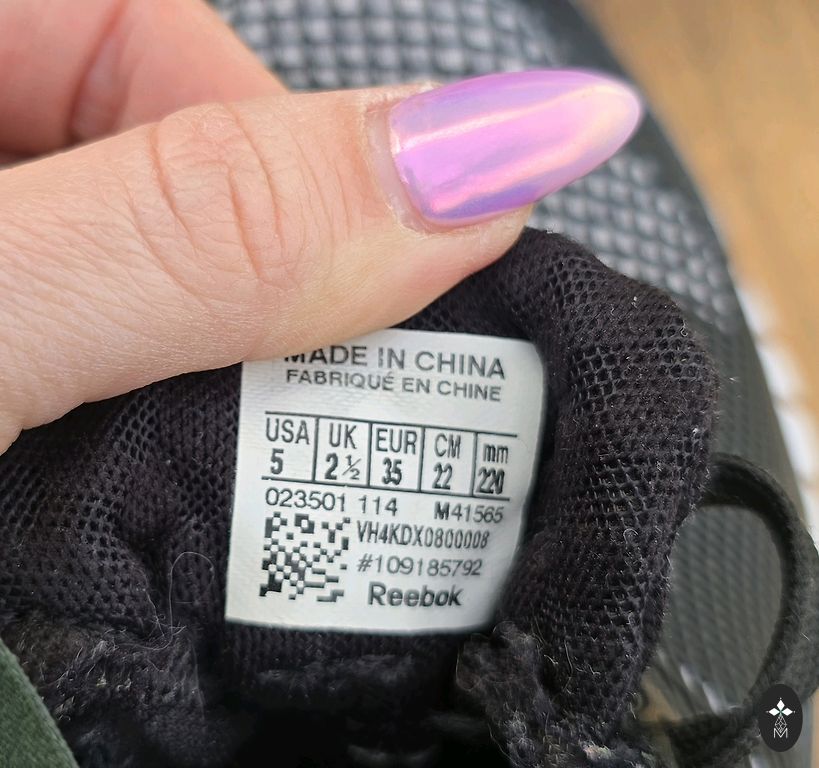 MADE IN CHINA
FABRIQUÉ EN CHINE
USA UK EUR CM mm
5 2 ½ 35 22 220
023501 114 M41565
VH4KDX0800008
#109185792
Reebok
M